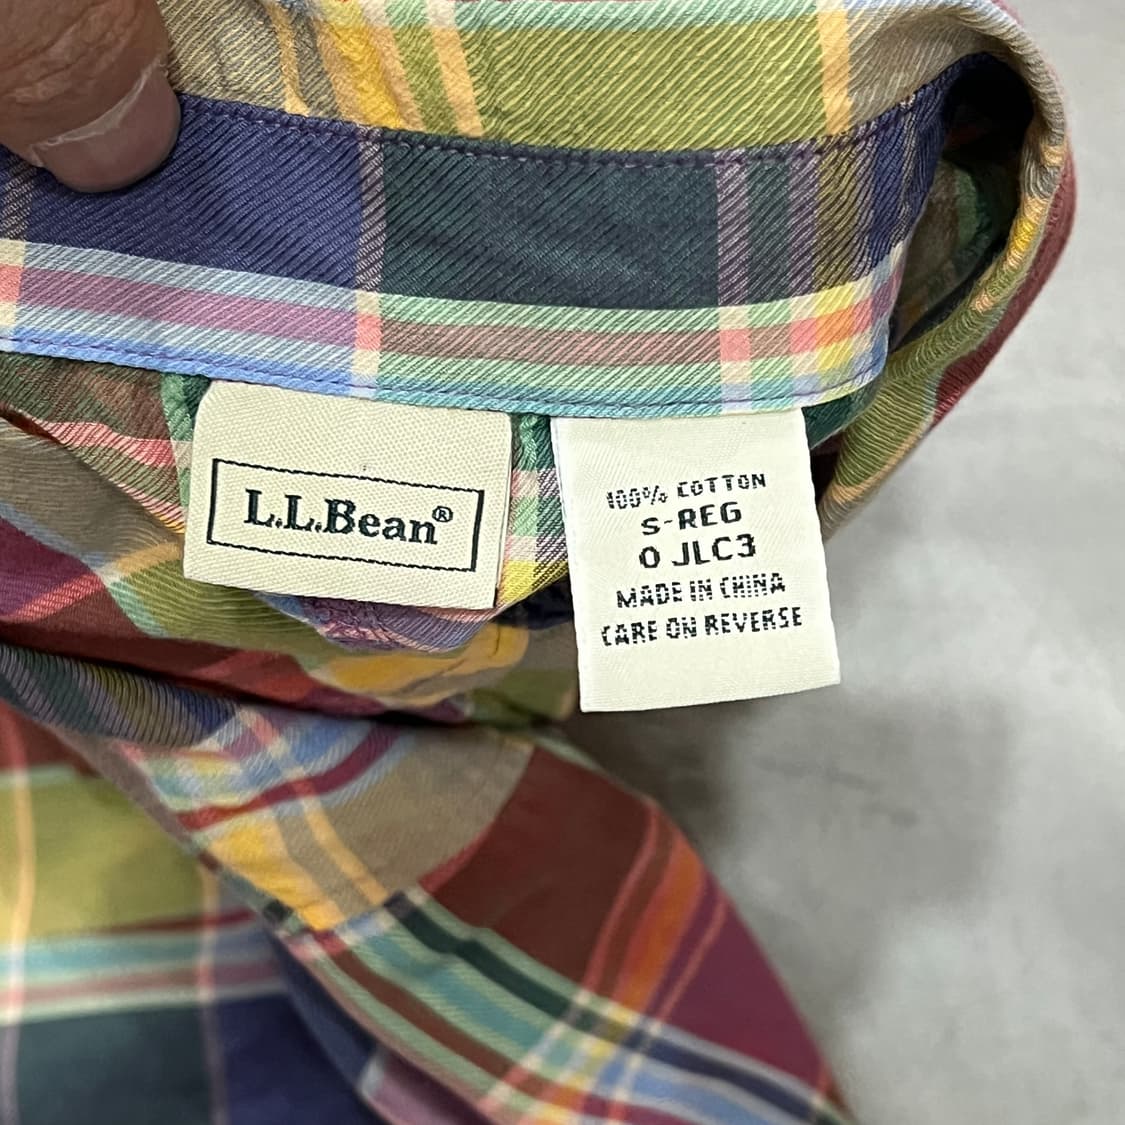 L.L.Bean®
100% COTTON
S-REG
0 JLC3
MADE IN CHINA
CARE ON REVERSE